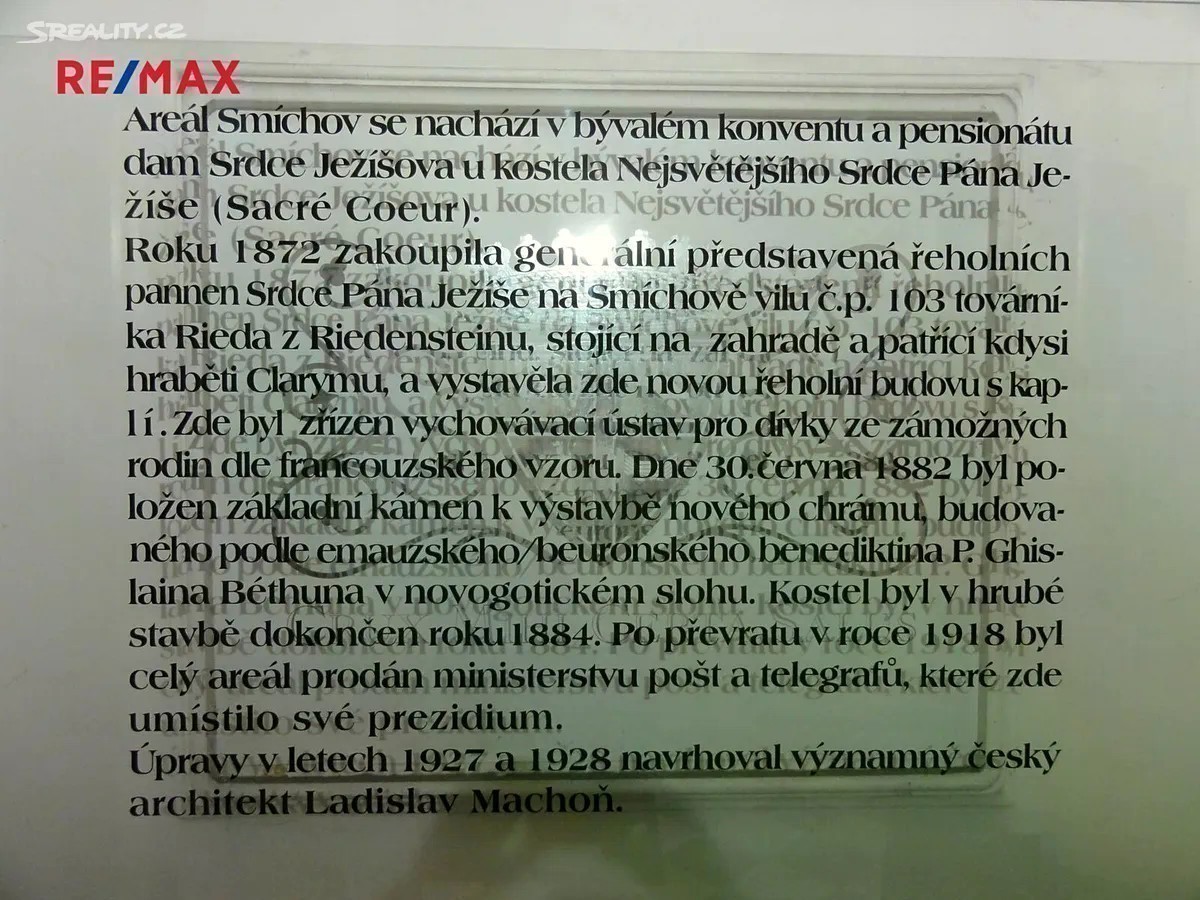 SREALITY.CZ
RE/MAX
Areál Smíchov se nachází v bývalém konventu a pensionátu
dam Srdce Ježíšova u kostela Nejsvětějšího Srdce Pána Je-
žíše (Sacré Coeur).
Roku 1872 zakoupila generální představená řeholních
pannen Srdce Pána Ježíše na Smíchově vilu č.p. 103 továrni-
ka Rieda z Riedensteinu, stojící na zahradě a patřící kdysi
hraběti Clarymu, a vystavěla zde novou řeholní budovu s kap-
lí. Zde byl zřízen vychovávací ústav pro dívky ze zámožných
rodin dle francouzského vzoru. Dne 30.června 1882 byl po-
ložen základní kámen k výstavbě nového chrámu, budova-
ného podle emauzského/beuronského benediktina P. Ghis-
laina Béthuna v novogotickém slohu. Kostel byl v hrubé
stavbě dokončen roku 1884. Po převratu v roce 1918 byl
celý areál prodán ministerstvu pošt a telegrafů, které zde
umístilo své prezidium.
Úpravy v letech 1927 a 1928 navrhoval významný český
architekt Ladislav Machoň.